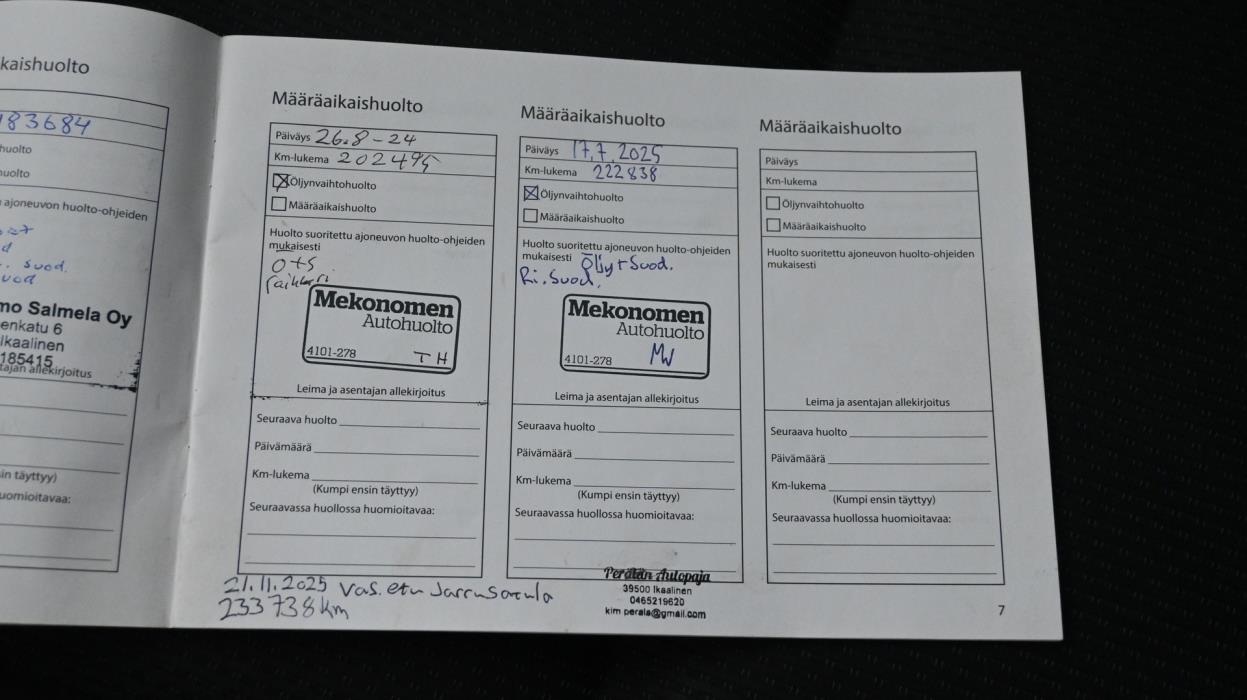 kaishuolto
183684
huolto
huolto
ajoneuvon huolto-ohjeiden
suod.
mo Salmela Oy
enkatu 6
Ikaalinen
185415
tajan allekirjoitus
in täyttyy)
uomioitavaa:
Määräaikaishuolto
Päiväys 26.8-24
Km-lukema 202495
Öljynvaihtohuolto
Määräaikaishuolto
Huolto suoritettu ajoneuvon huolto-ohjeiden
mukaisesti
O+S
Mekonomen
Autohuolto
4101-278 TH
Leima ja asentajan allekirjoitus
Seuraava huolto
Päivämäärä
Km-lukema
(Kumpi ensin täyttyy)
Seuraavassa huollossa huomioitavaa:
Määräaikaishuolto
Päiväys 17.7.2025
Km-lukema 222838
Öljynvaihtohuolto
Määräaikaishuolto
Huolto suoritettu ajoneuvon huolto-ohjeiden
mukaisesti Öljy+Suod.
Ri.Suod.
Mekonomen
Autohuolto
4101-278 MW
Leima ja asentajan allekirjoitus
Seuraava huolto
Päivämäärä
Km-lukema
(Kumpi ensin täyttyy)
Seuraavassa huollossa huomioitavaa:
Määräaikaishuolto
Päiväys
Km-lukema
Öljynvaihtohuolto
Määräaikaishuolto
Huolto suoritettu ajoneuvon huolto-ohjeiden
mukaisesti
Leima ja asentajan allekirjoitus
Seuraava huolto
Päivämäärä
Km-lukema
(Kumpi ensin täyttyy)
Seuraavassa huollossa huomioitavaa:
21.11.2025 Vas. etu Jarrusatula
233738km
Perälän Autopaja
39500 Ikaalinen
0465219620
kim perala@gmail.com
7